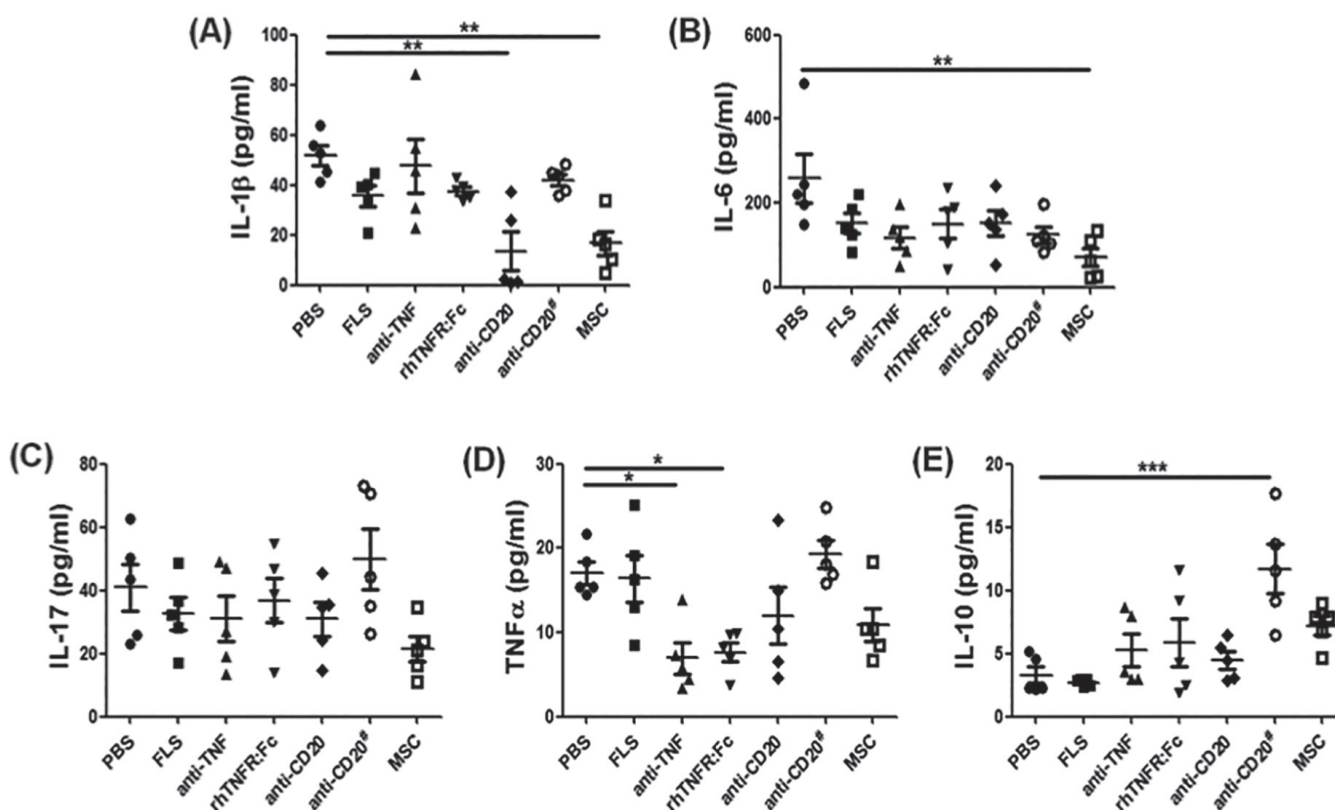 (A)
**
**
IL-1β (pg/ml)
100
80
60
40
20
0
PBS
FLS
anti-TNF
rhTNFR:Fc
anti-CD20
anti-CD20#
MSC
(B)
**
IL-6 (pg/ml)
600
400
200
0
PBS
FLS
anti-TNF
rhTNFR:Fc
anti-CD20
anti-CD20#
MSC
(C)
IL-17 (pg/ml)
80
60
40
20
0
PBS
FLS
anti-TNF
rhTNFR:Fc
anti-CD20
anti-CD20#
MSC
(D)
*
*
TNFα (pg/ml)
30
20
10
0
PBS
FLS
anti-TNF
rhTNFR:Fc
anti-CD20
anti-CD20#
MSC
(E)
***
IL-10 (pg/ml)
20
15
10
5
0
PBS
FLS
anti-TNF
rhTNFR:Fc
anti-CD20
anti-CD20#
MSC